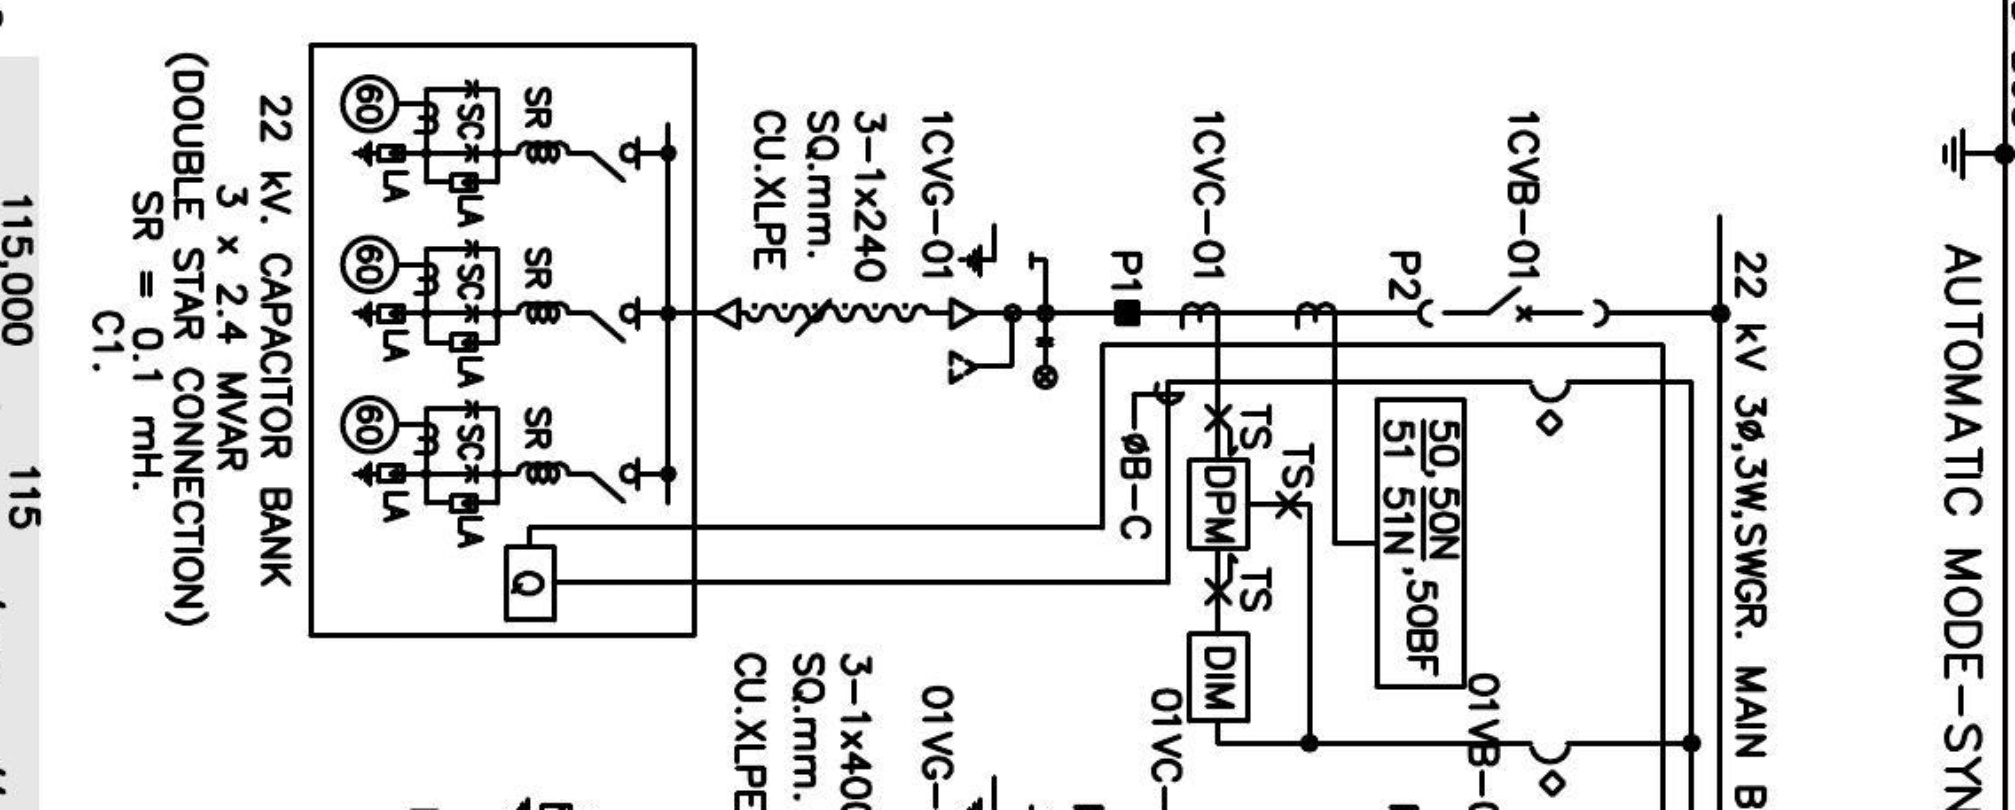 AUTOMATIC MODE-SYN
22 kV 3ø,3W,SWGR. MAIN B
1CVB-01
P2
50,50N
51 51N ,50BF
01VB-0
1CVC-01
TS
TS
DPM
TS
DIM
P1
øB-C
01VC-
1CVG-01
3-1x240
SQ.mm.
CU.XLPE
01VG-
3-1x400
SQ.mm.
CU.XLPE
SR
SR
SR
Q
SC
LA
SC
LA
SC
LA
60
LA
60
LA
60
LA
22 kV. CAPACITOR BANK
3 x 2.4 MVAR
(DOUBLE STAR CONNECTION)
SR = 0.1 mH.
C1.
115,000
115